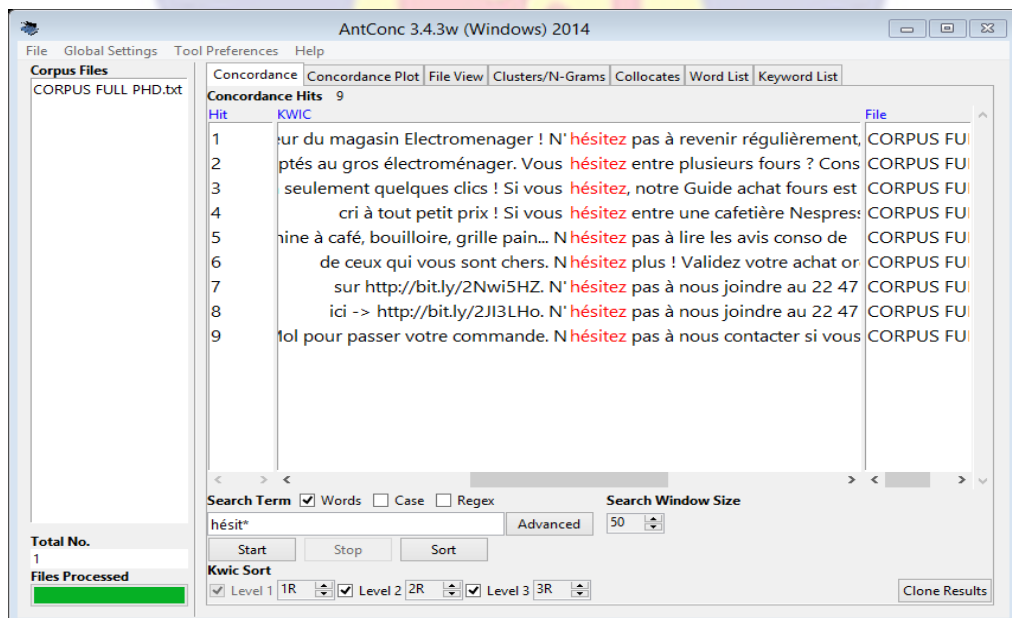 AntConc 3.4.3w (Windows) 2014
File Global Settings Tool Preferences Help
Corpus Files
CORPUS FULL PHD.txt
Concordance Concordance Plot File View Clusters/N-Grams Collocates Word List Keyword List
Concordance Hits 9
Hit KWIC File
1 eur du magasin Electromenager ! N' hésitez pas à revenir régulièrement, CORPUS FU
2 ptés au gros électroménager. Vous hésitez entre plusieurs fours ? Cons CORPUS FU
3 seulement quelques clics ! Si vous hésitez, notre Guide achat fours est CORPUS FU
4 cri à tout petit prix ! Si vous hésitez entre une cafetière Nespress CORPUS FU
5 hine à café, bouilloire, grille pain... N hésitez pas à lire les avis conso de CORPUS FU
6 de ceux qui vous sont chers. N hésitez plus ! Validez votre achat or CORPUS FU
7 sur http://bit.ly/2Nwi5HZ. N' hésitez pas à nous joindre au 22 47 CORPUS FU
8 ici -> http://bit.ly/2JI3LHo. N' hésitez pas à nous joindre au 22 47 CORPUS FU
9 Mol pour passer votre commande. N hésitez pas à nous contacter si vous CORPUS FU
Search Term Words Case Regex Search Window Size
hésit* Advanced 50
Start Stop Sort
Total No.
1
Files Processed
Kwic Sort
Level 1 1R Level 2 2R Level 3 3R Clone Results